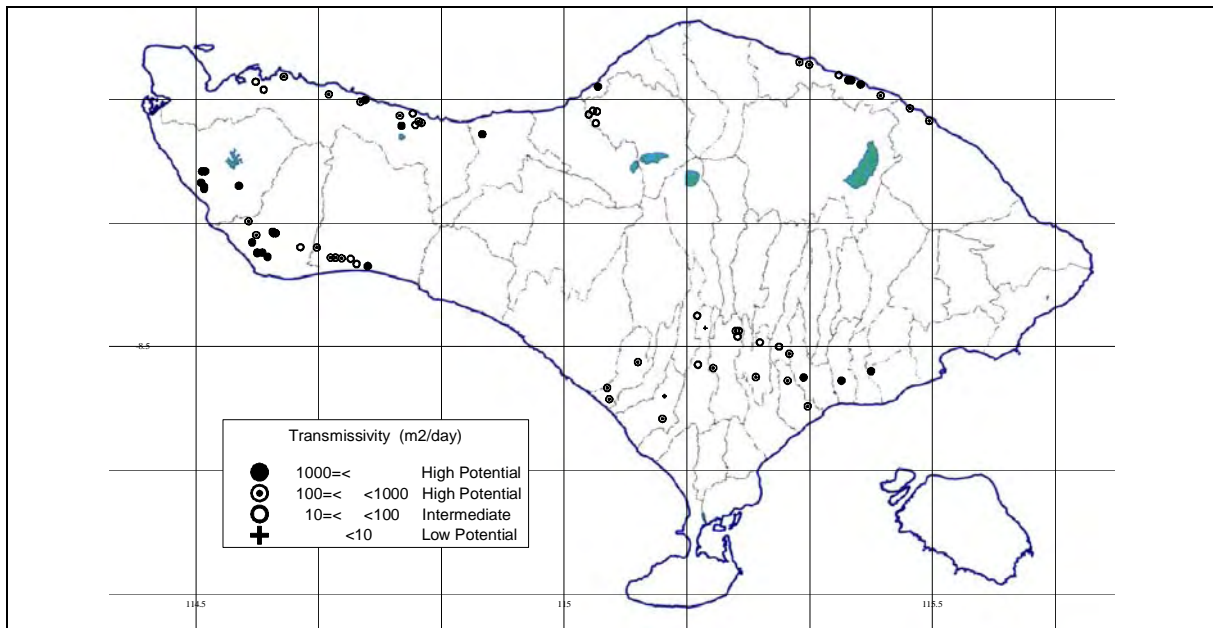 -8.5
Transmissivity (m2/day)
1000=< High Potential
100=< <1000 High Potential
10=< <100 Intermediate
<10 Low Potential
114.5 115 115.5